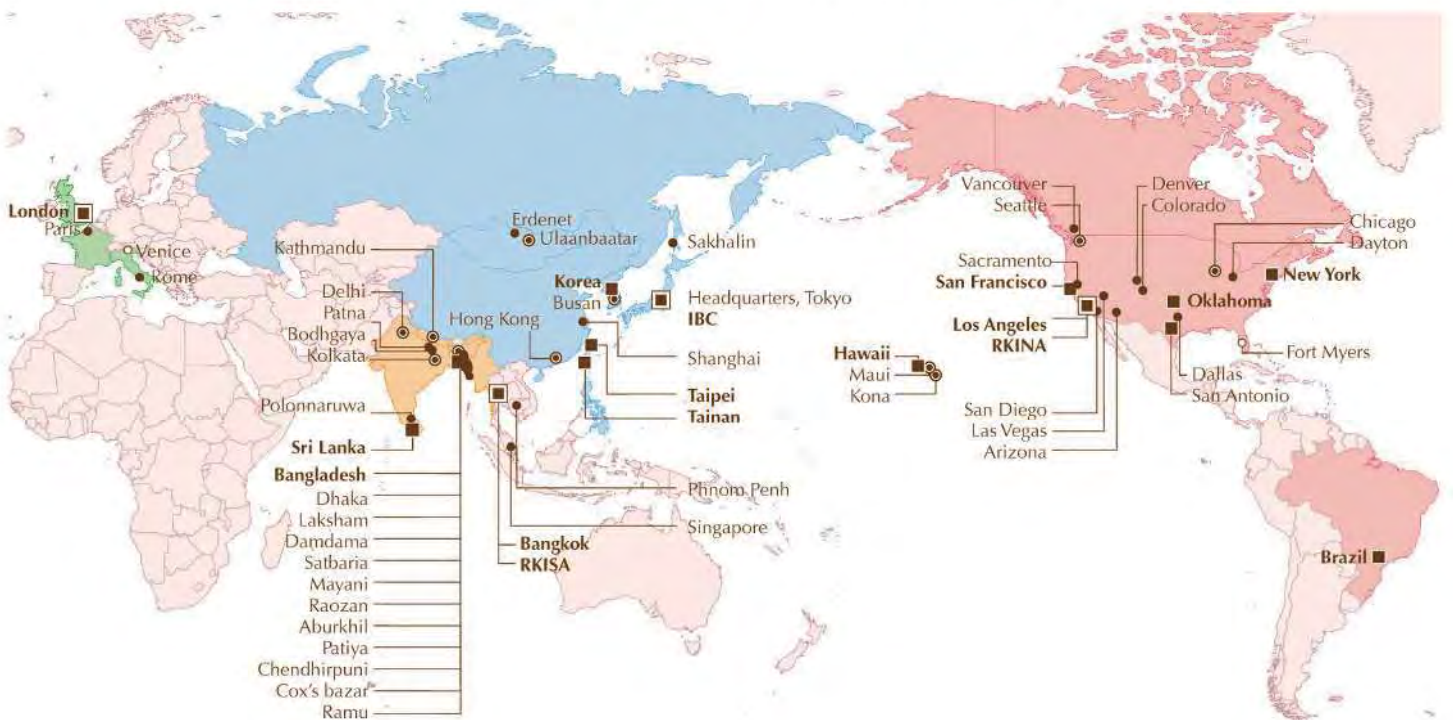 London
Paris
Venice
Rome
Kathmandu
Delhi
Patna
Bodhgaya
Kolkata
Polonnaruwa
Sri Lanka
Bangladesh
Dhaka
Laksham
Damdama
Satbaria
Mayani
Raozan
Aburkhil
Patiya
Chendhirpuni
Cox's bazar
Ramu
Erdenet
Ulaanbaatar
Sakhalin
Korea
Busan
Headquarters, Tokyo
IBC
Hong Kong
Shanghai
Taipei
Tainan
Phnom Penh
Singapore
Bangkok
RKISA
Hawaii
Maui
Kona
Vancouver
Seattle
Sacramento
San Francisco
Los Angeles
RKINA
San Diego
Las Vegas
Arizona
Denver
Colorado
Chicago
Dayton
New York
Oklahoma
Fort Myers
Dallas
San Antonio
Brazil